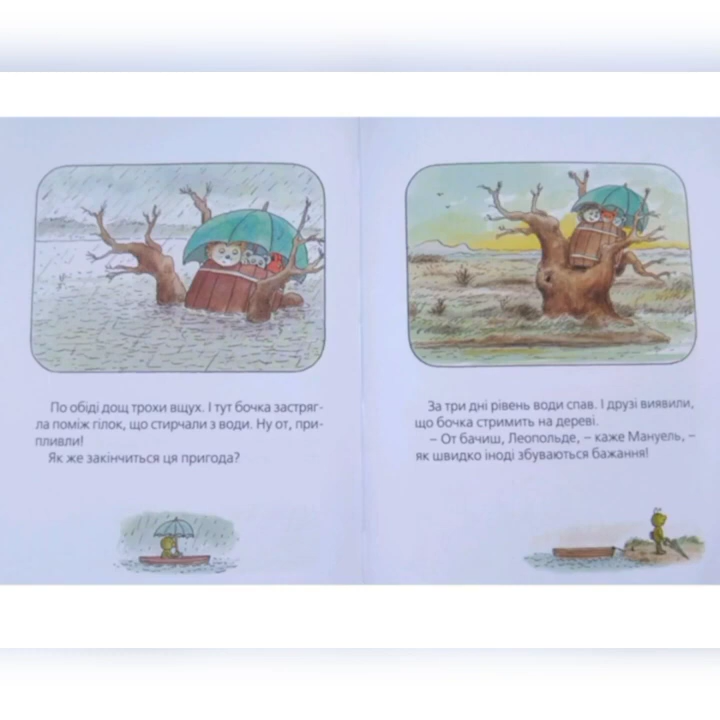 По обіді дощ трохи вщух. І тут бочка застряг-
ла поміж гілок, що стирчали з води. Ну от, при-
пливли!
Як же закінчиться ця пригода?
За три дні рівень води спав. І друзі виявили,
що бочка стримить на дереві.
– От бачиш, Леопольде, – каже Мануель, –
як швидко іноді збуваються бажання!